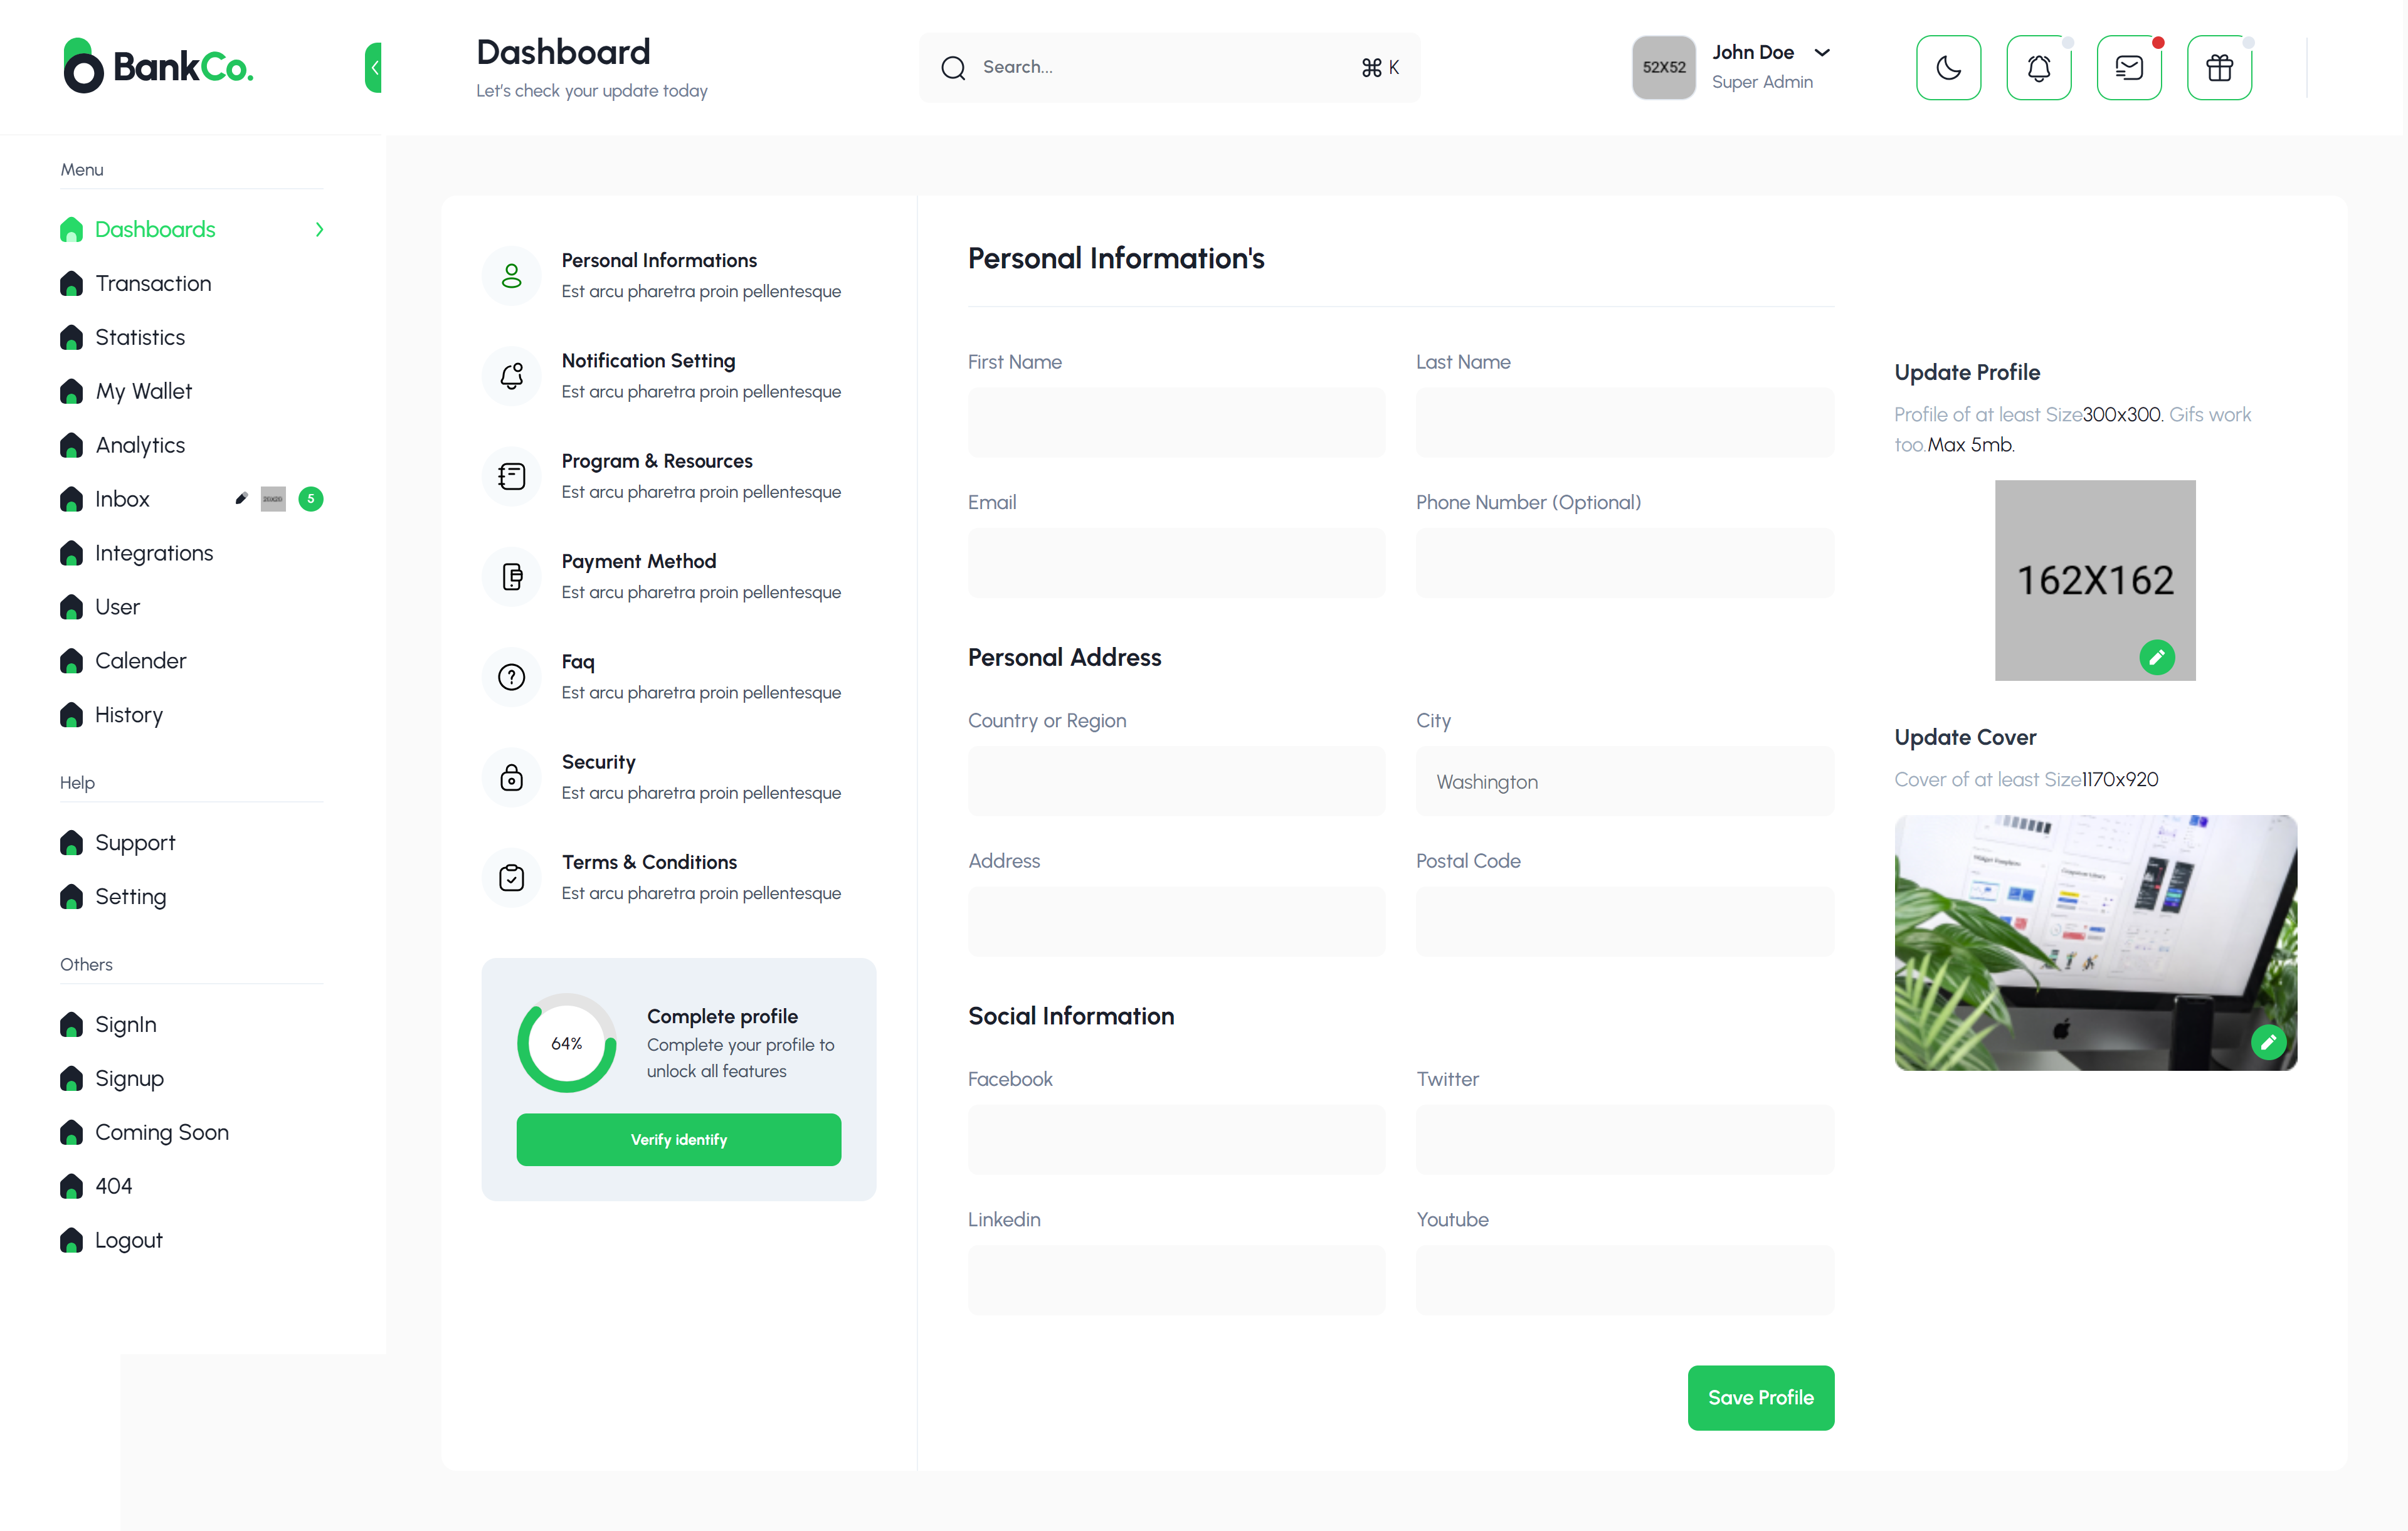 BankCo.
Dashboard
Let's check your update today
Search...
⌘ K
52X52
John Doe
Super Admin
Menu
Dashboards
Transaction
Statistics
My Wallet
Analytics
Inbox
20X20
5
Integrations
User
Calender
History
Help
Support
Setting
Others
SignIn
Signup
Coming Soon
404
Logout
Personal Informations
Est arcu pharetra proin pellentesque
Notification Setting
Est arcu pharetra proin pellentesque
Program & Resources
Est arcu pharetra proin pellentesque
Payment Method
Est arcu pharetra proin pellentesque
Faq
Est arcu pharetra proin pellentesque
Security
Est arcu pharetra proin pellentesque
Terms & Conditions
Est arcu pharetra proin pellentesque
64%
Complete profile
Complete your profile to
unlock all features
Verify identify
Personal Information's
First Name
Last Name
Email
Phone Number (Optional)
Personal Address
Country or Region
City
Washington
Address
Postal Code
Social Information
Facebook
Twitter
Linkedin
Youtube
Save Profile
Update Profile
Profile of at least Size300x300. Gifs work
too.Max 5mb.
162X162
Update Cover
Cover of at least Size1170x920